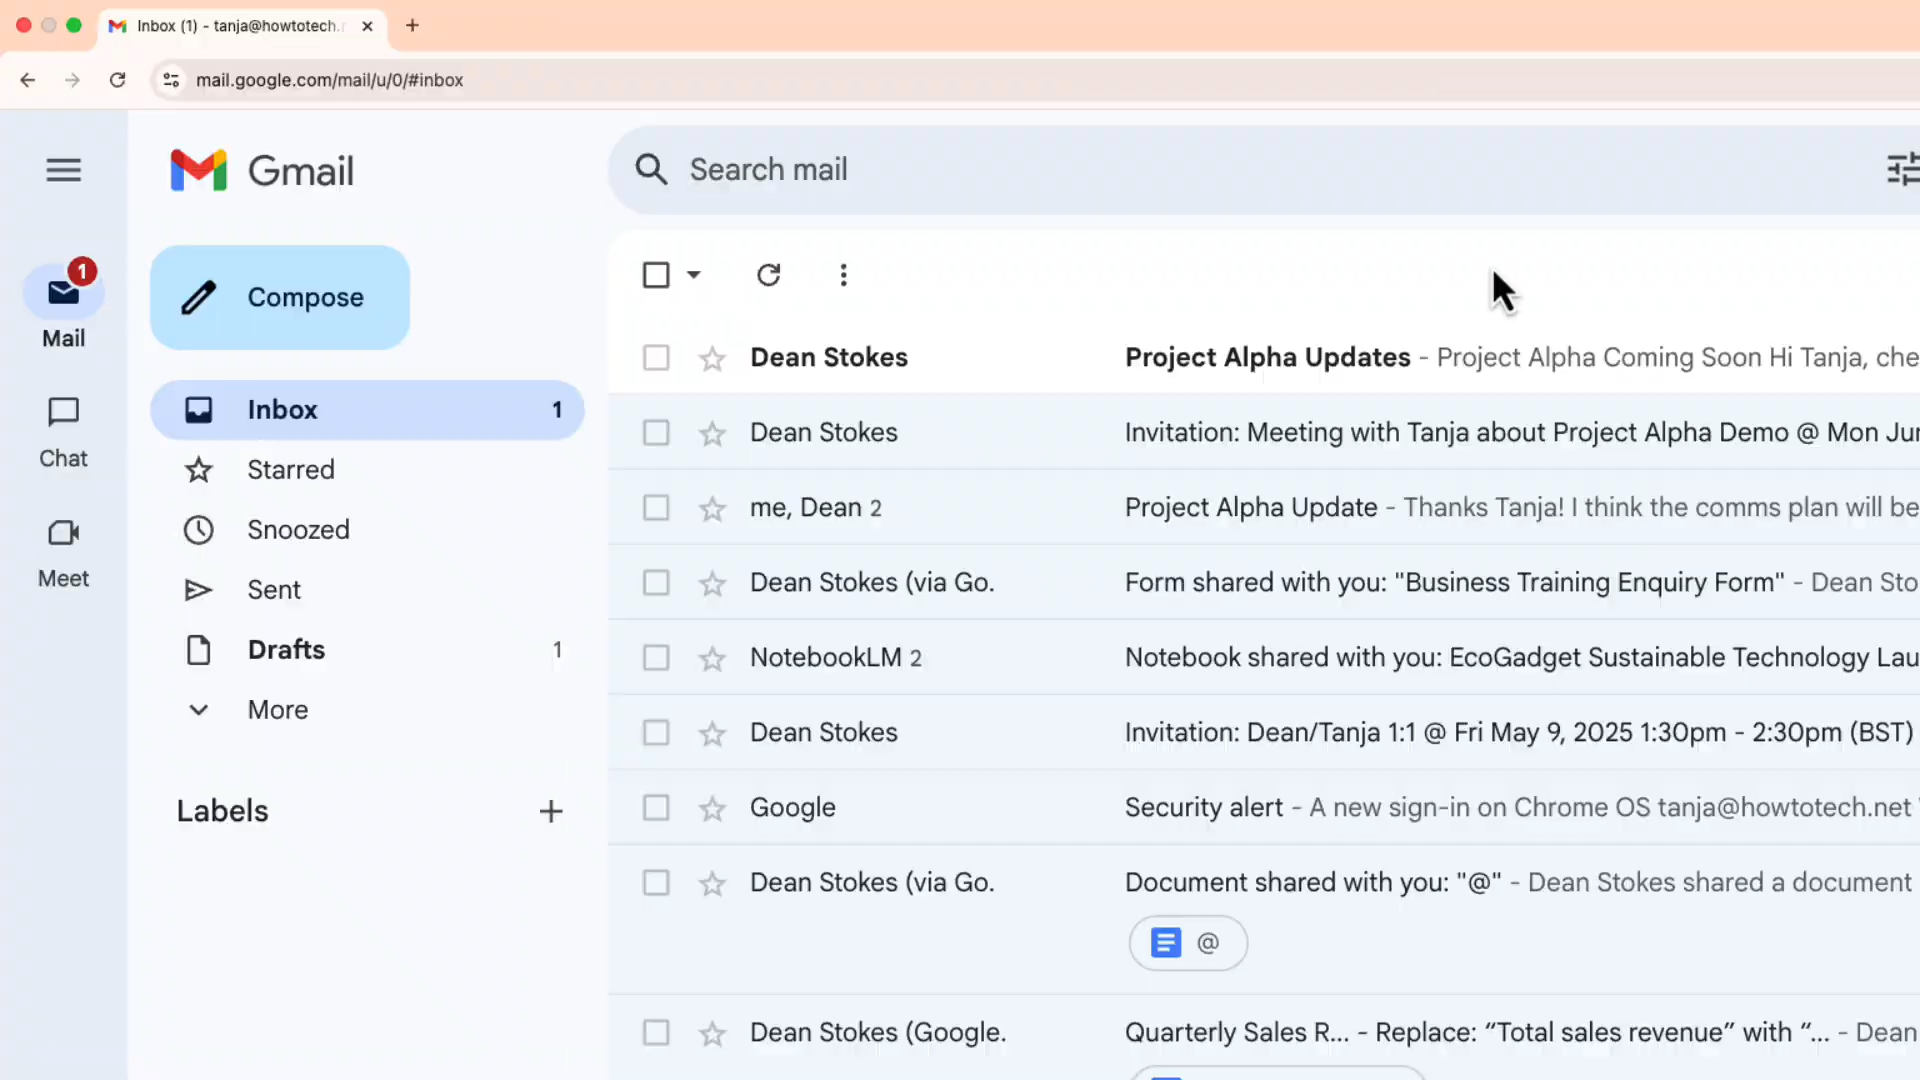 Inbox (1) - tanja@howtotech.
mail.google.com/mail/u/0/#inbox
Gmail
Search mail
1
Mail
Compose
Dean Stokes Project Alpha Updates - Project Alpha Coming Soon Hi Tanja, che
Inbox 1
Dean Stokes Invitation: Meeting with Tanja about Project Alpha Demo @ Mon Jun
Chat
Starred
me, Dean 2 Project Alpha Update - Thanks Tanja! I think the comms plan will be
Snoozed
Meet
Dean Stokes (via Go. Form shared with you: "Business Training Enquiry Form" - Dean Sto
Sent
Drafts 1
NotebookLM 2 Notebook shared with you: EcoGadget Sustainable Technology Lau
More
Dean Stokes Invitation: Dean/Tanja 1:1 @ Fri May 9, 2025 1:30pm - 2:30pm (BST)
Labels
Google Security alert - A new sign-in on Chrome OS tanja@howtotech.net
Dean Stokes (via Go. Document shared with you: "@" - Dean Stokes shared a document
@
Dean Stokes (Google. Quarterly Sales R... - Replace: “Total sales revenue” with “... - Dean